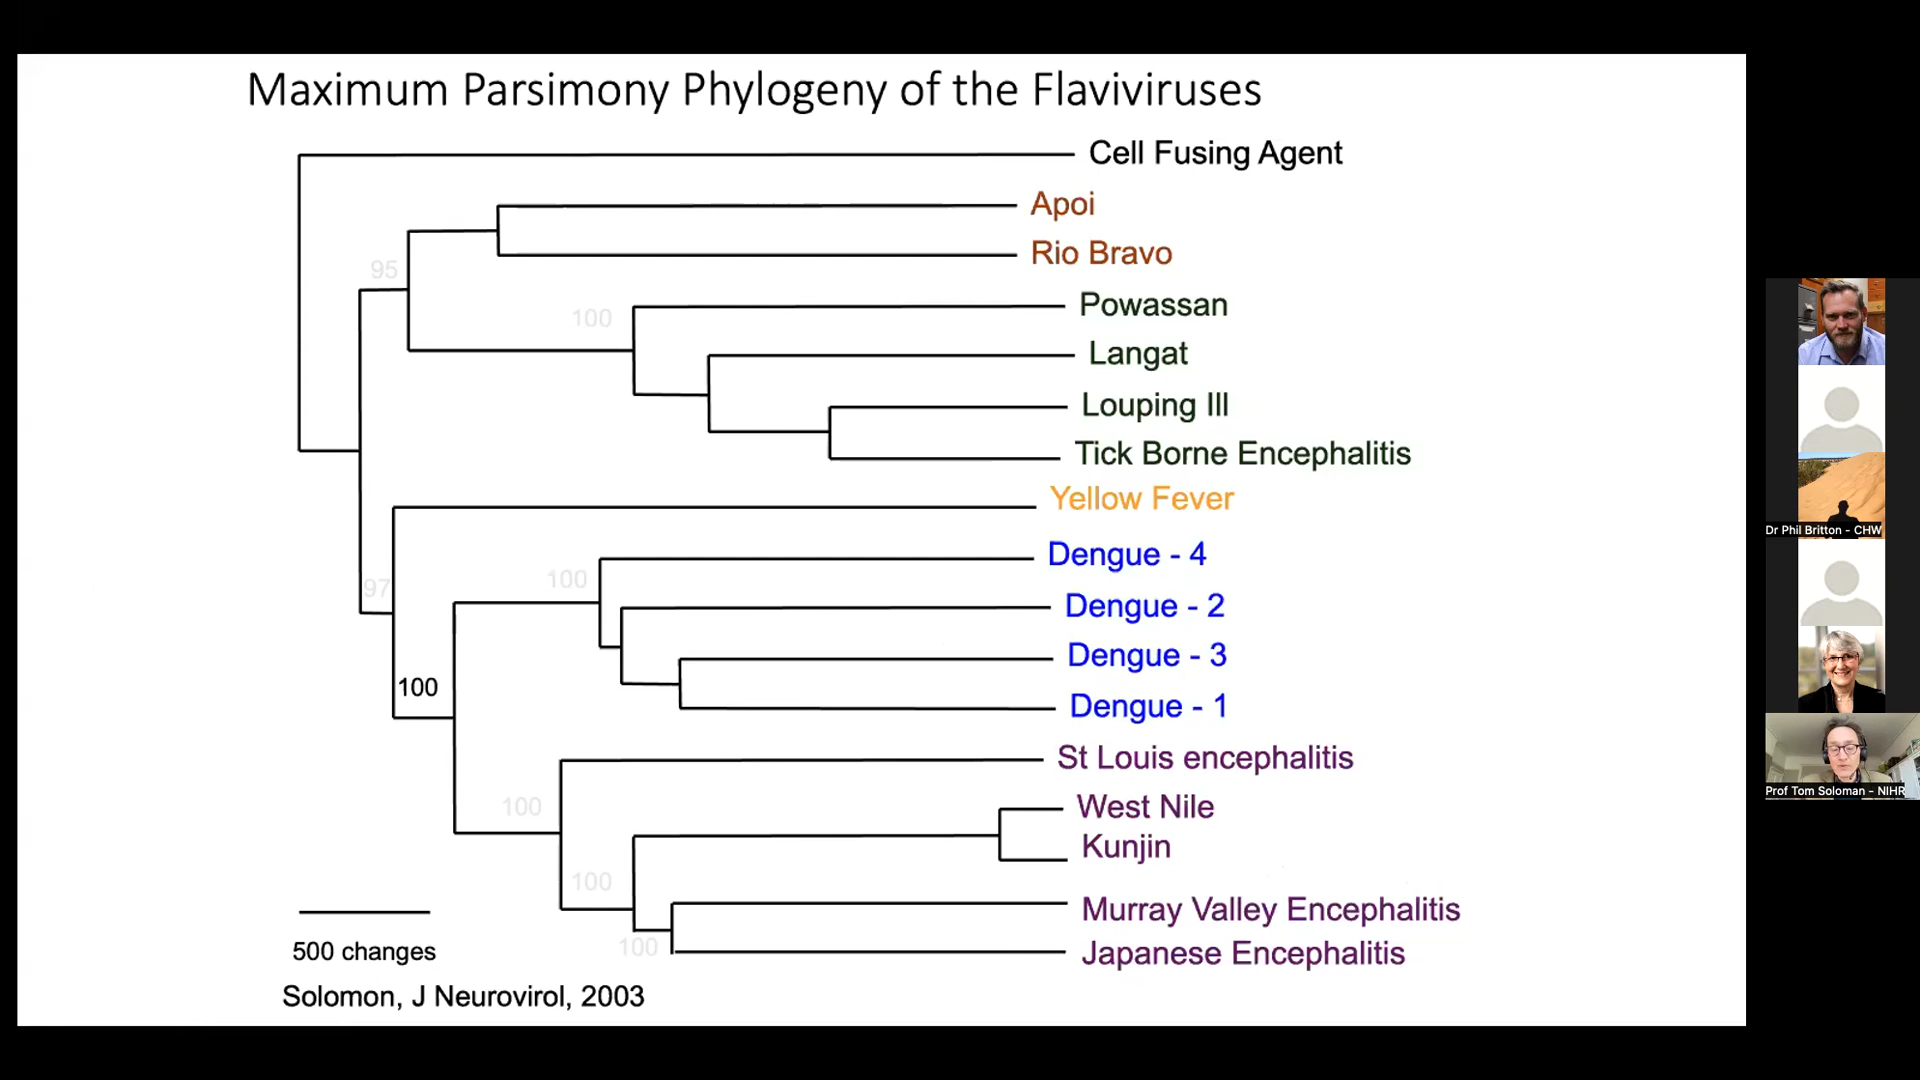 Maximum Parsimony Phylogeny of the Flaviviruses
Cell Fusing Agent
Apoi
Rio Bravo
95
100
Powassan
Langat
Louping Ill
Tick Borne Encephalitis
Yellow Fever
Dengue - 4
100
97
Dengue - 2
Dengue - 3
100
Dengue - 1
St Louis encephalitis
100
West Nile
Kunjin
100
Murray Valley Encephalitis
100
Japanese Encephalitis
500 changes
Solomon, J Neurovirol, 2003
Dr Phil Britton - CHW
Prof Tom Soloman - NIHR